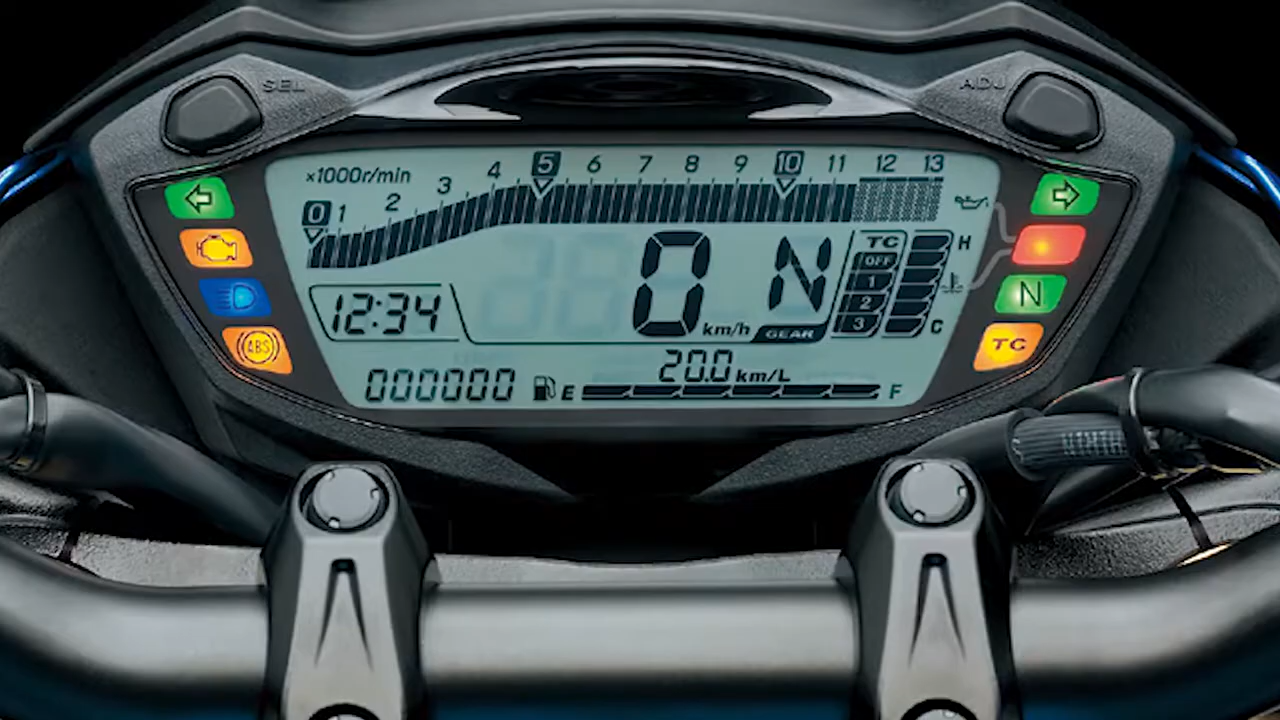 SEL
ADJ
×1000r/min
0 1 2 3 4 5 6 7 8 9 10 11 12 13
TC
OFF
1
2
3
H
C
12:34
0 km/h
N
GEAR
20.0 km/L
000000
E
F
ABS
N
TC